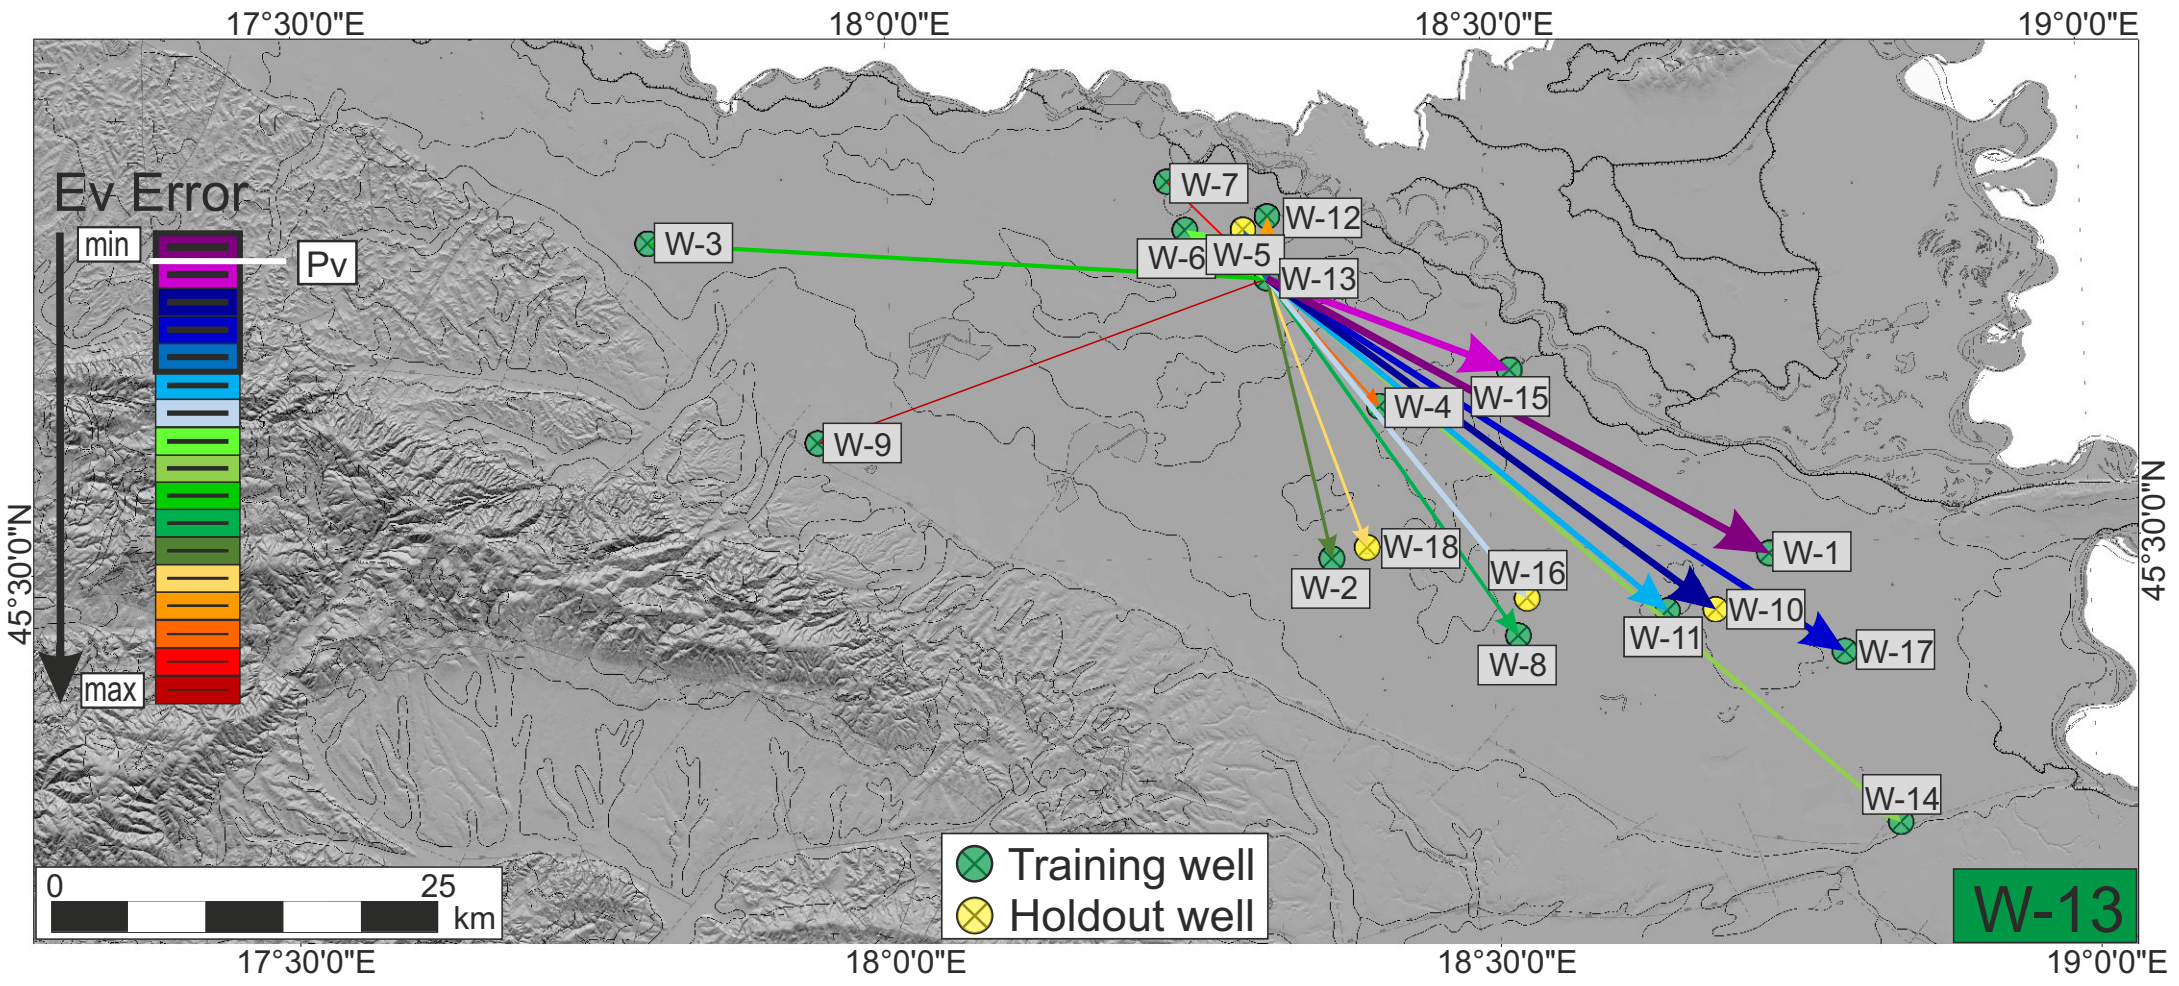 17°30'0"E 18°0'0"E 18°30'0"E 19°0'0"E
W-7
Ev Error
W-12
min
W-3
W-6
W-5
Pv
W-13
W-15
W-4
W-9
45°30'0"N
45°30'0"N
W-18
W-1
W-16
W-2
W-10
W-11
W-17
W-8
max
W-14
0 25
km
Training well
Holdout well
W-13
17°30'0"E 18°0'0"E 18°30'0"E 19°0'0"E